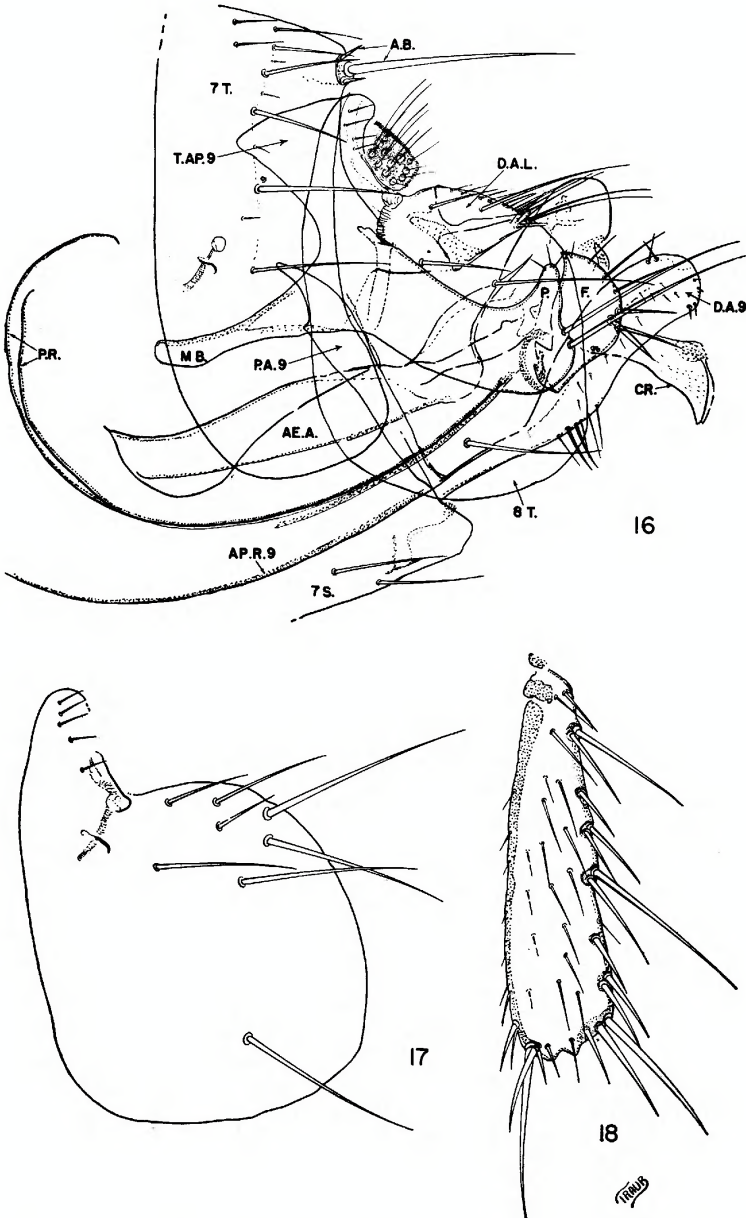 A.B.
7 T.
T.AP.9
D.A.L.
P.
F.
D.A.9
P.R.
M B.
P.A.9
CR.
AE.A.
8 T.
16
AP.R.9
7 S.
17
18
TRAUB